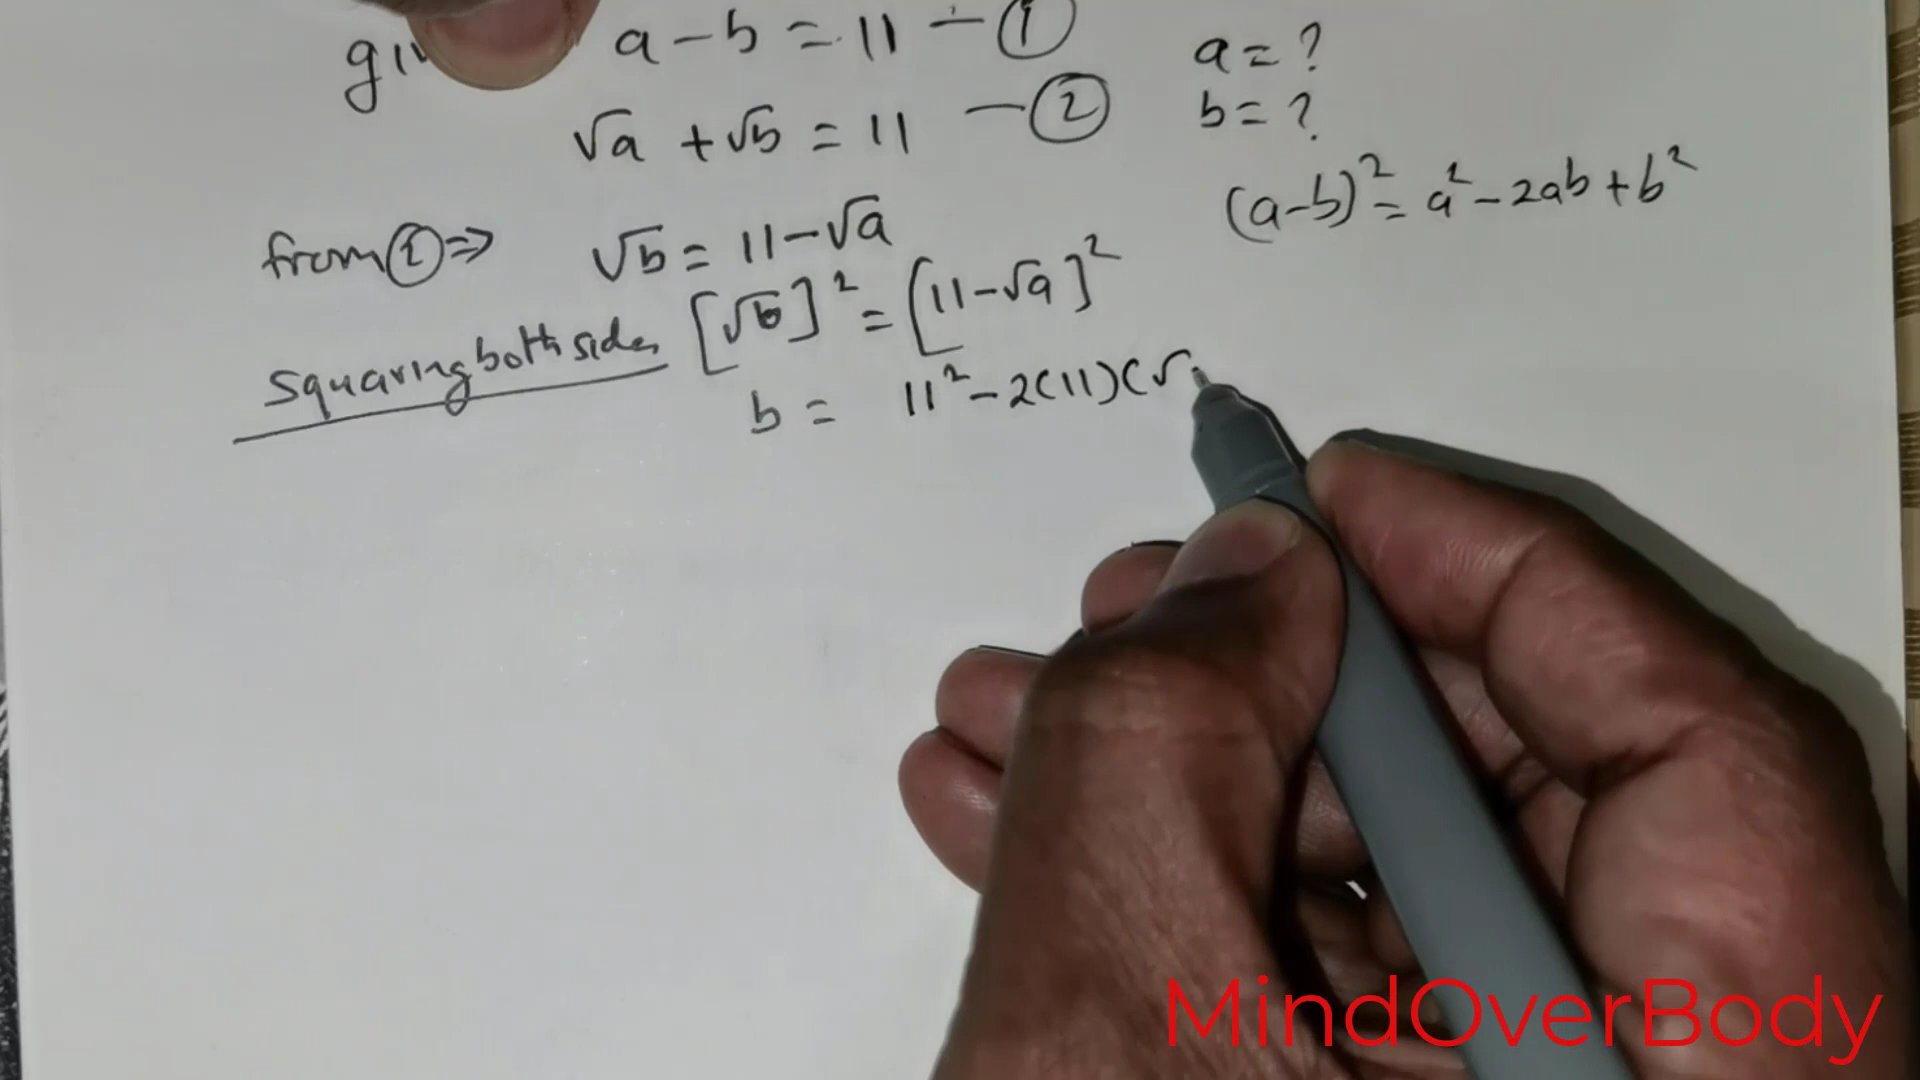 a - b = 11 — ①
a = ?
√a + √b = 11 — ②
b = ?
(a-b)² = a² - 2ab + b²
from ② ⇒ √b = 11 - √a
squaring both sides [√b]² = [11-√a]²
b = 11² - 2(11)(√
MindOverBody